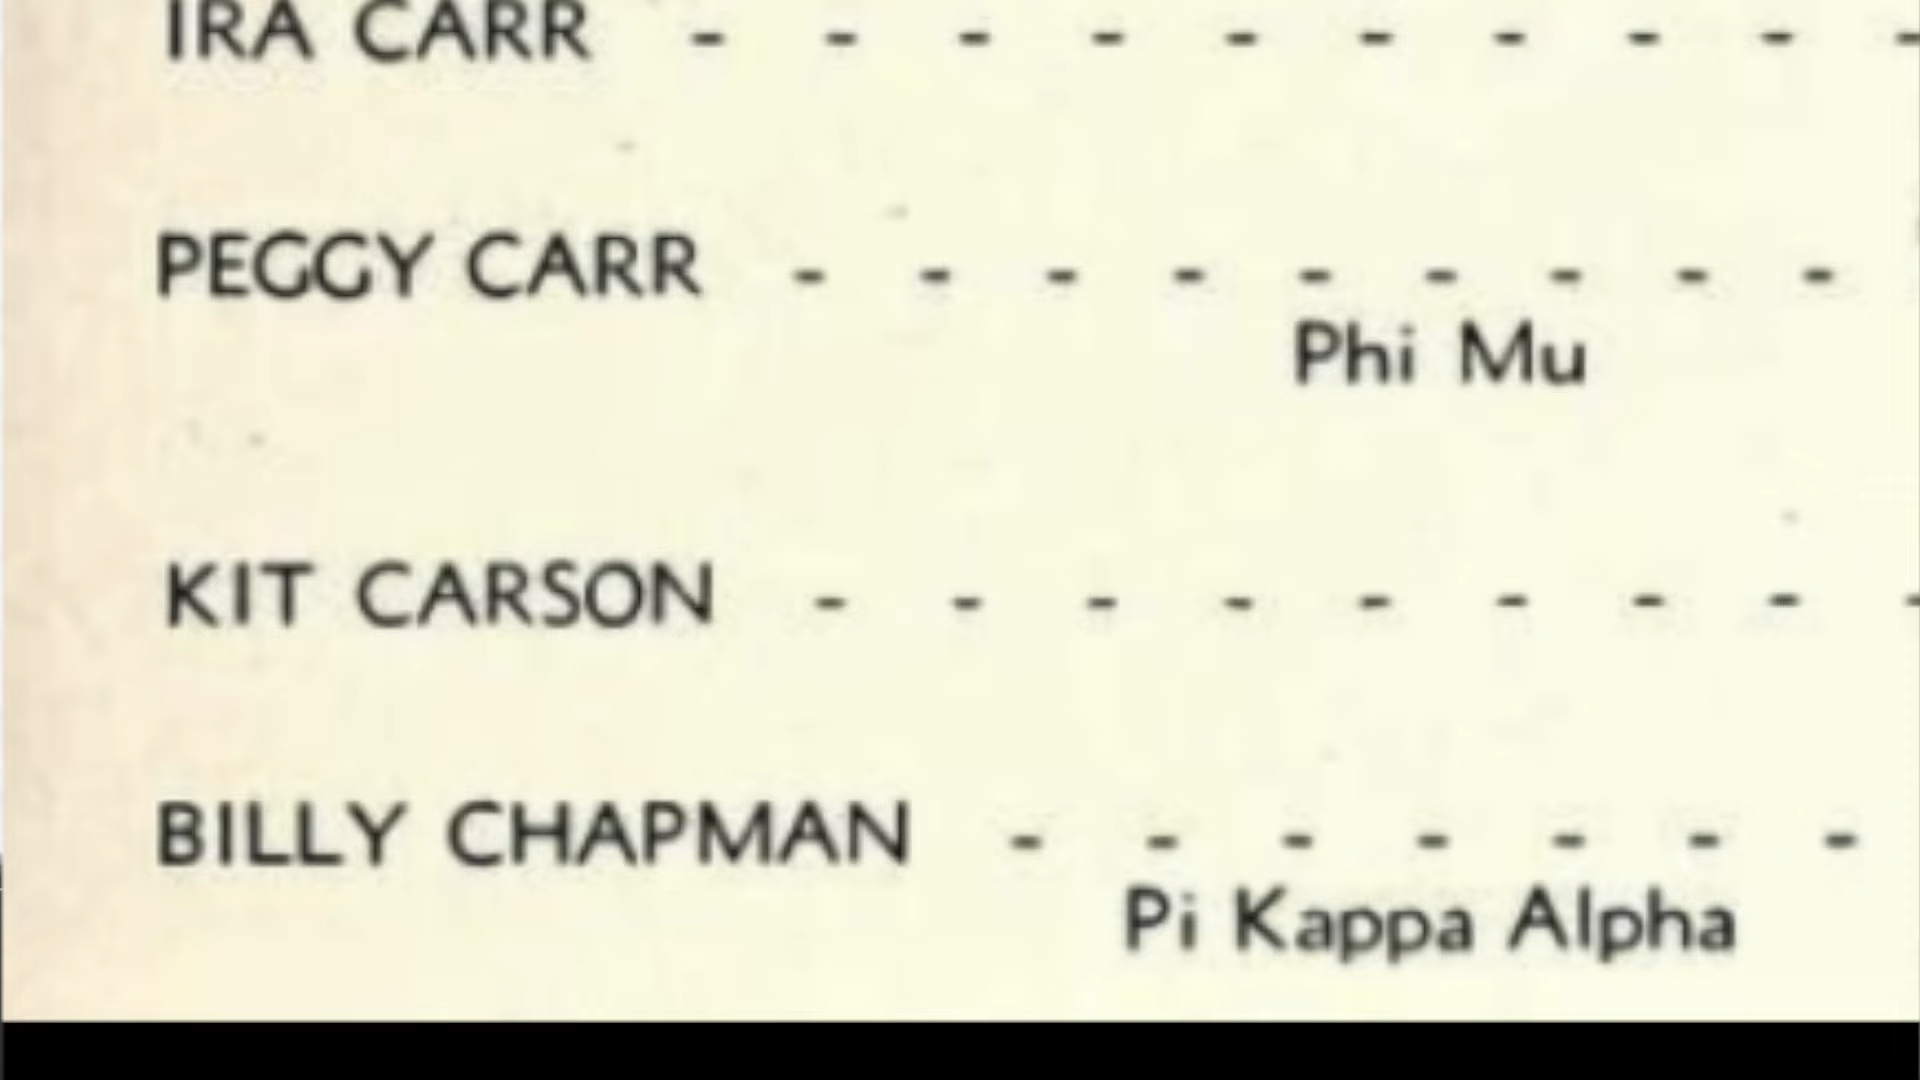 IRA CARR - - - - - - - - - -
PEGGY CARR - - - - - - - - -
Phi Mu
KIT CARSON - - - - - - - - -
BILLY CHAPMAN - - - - - - -
Pi Kappa Alpha